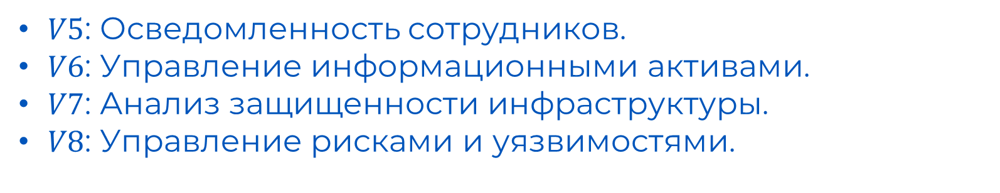 • V5: Осведомленность сотрудников.
• V6: Управление информационными активами.
• V7: Анализ защищенности инфраструктуры.
• V8: Управление рисками и уязвимостями.